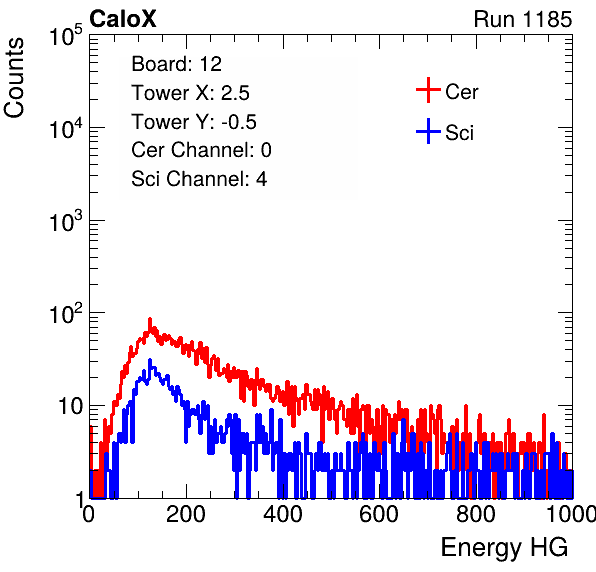 CaloX Run 1185
Counts
10^5
10^4
10^3
10^2
10
1
Board: 12
Tower X: 2.5
Tower Y: -0.5
Cer Channel: 0
Sci Channel: 4
Cer
Sci
0 200 400 600 800 1000
Energy HG